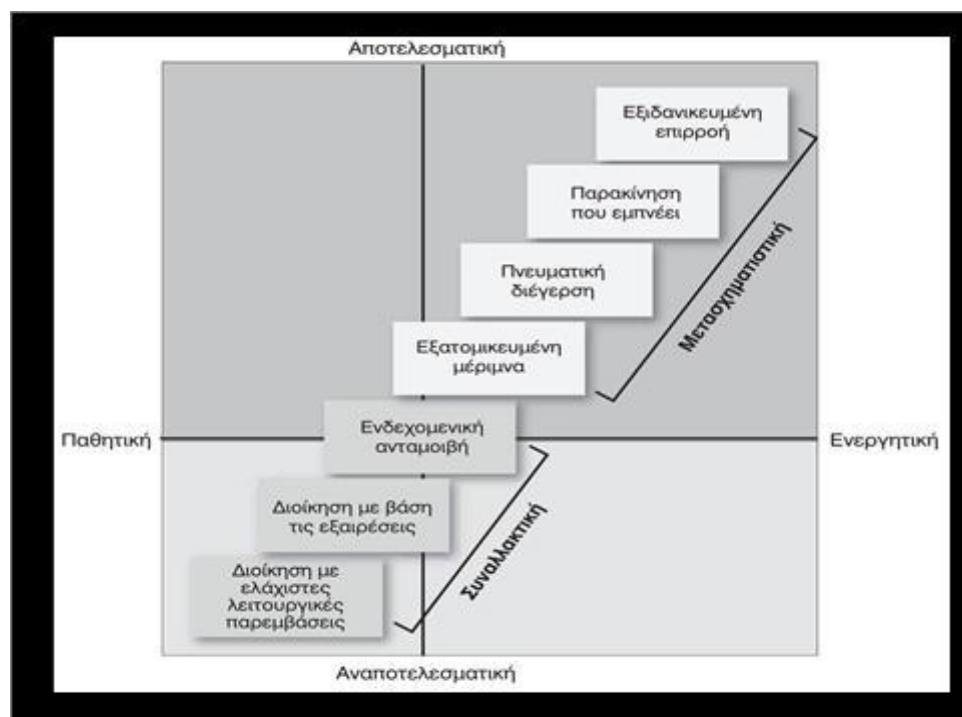 Αποτελεσματική
Εξιδανικευμένη
επιρροή
Παρακίνηση
που εμπνέει
Πνευματική
διέγερση
Μετασχηματιστική
Εξατομικευμένη
μέριμνα
Παθητική
Ενδεχομενική
ανταμοιβή
Ενεργητική
Διοίκηση με βάση
τις εξαιρέσεις
Συναλλακτική
Διοίκηση με
ελάχιστες
λειτουργικές
παρεμβάσεις
Αναποτελεσματική